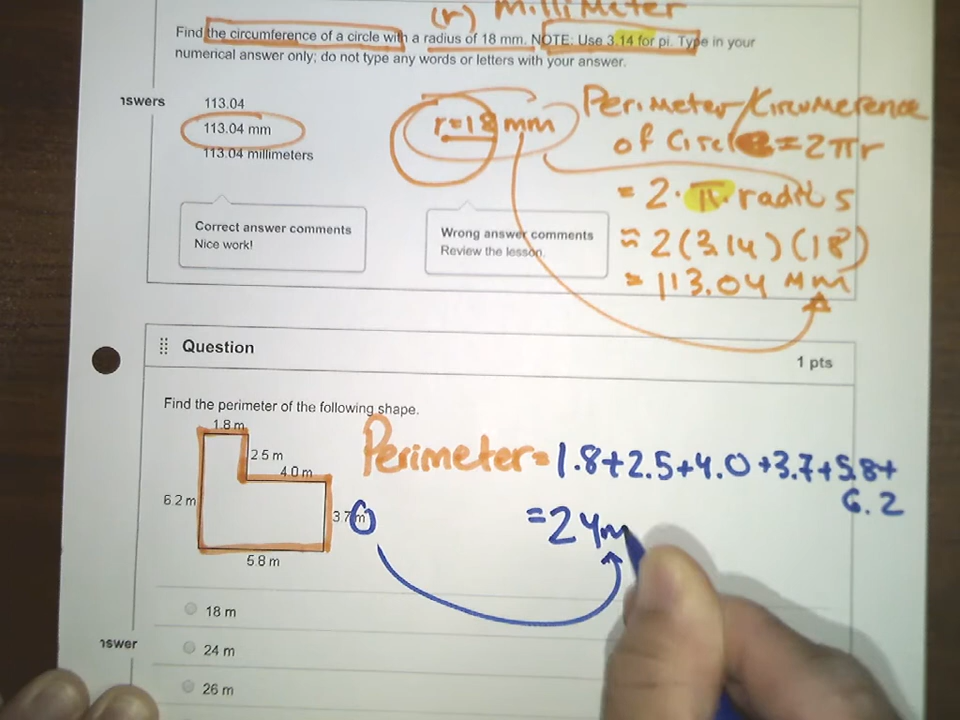 (r) Millimeter
Find the circumference of a circle with a radius of 18 mm. NOTE: Use 3.14 for pi. Type in your
numerical answer only; do not type any words or letters with your answer.
nswers
113.04
113.04 mm
113.04 millimeters
r=18 mm
Perimeter/Circumerence
of Circle = 2πr
= 2·π·radius
≈ 2(3.14)(18)
= 113.04 mm
Correct answer comments
Nice work!
Wrong answer comments
Review the lesson.
Question
1 pts
Find the perimeter of the following shape.
1.8 m
2.5 m
4.0 m
6.2 m
3.7m
5.8 m
Perimeter=1.8+2.5+4.0+3.7+5.8+
6.2
=24m
18 m
nswer
24 m
26 m